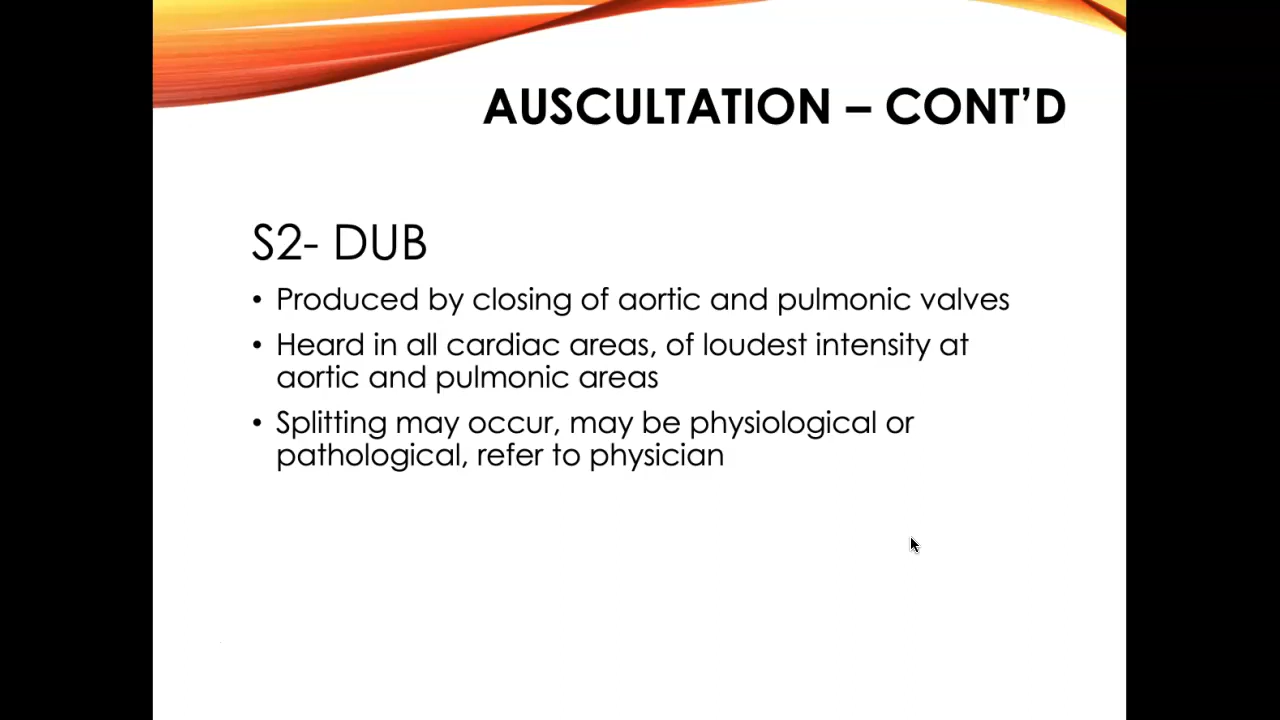 AUSCULTATION – CONT’D
S2- DUB
• Produced by closing of aortic and pulmonic valves
• Heard in all cardiac areas, of loudest intensity at
aortic and pulmonic areas
• Splitting may occur, may be physiological or
pathological, refer to physician